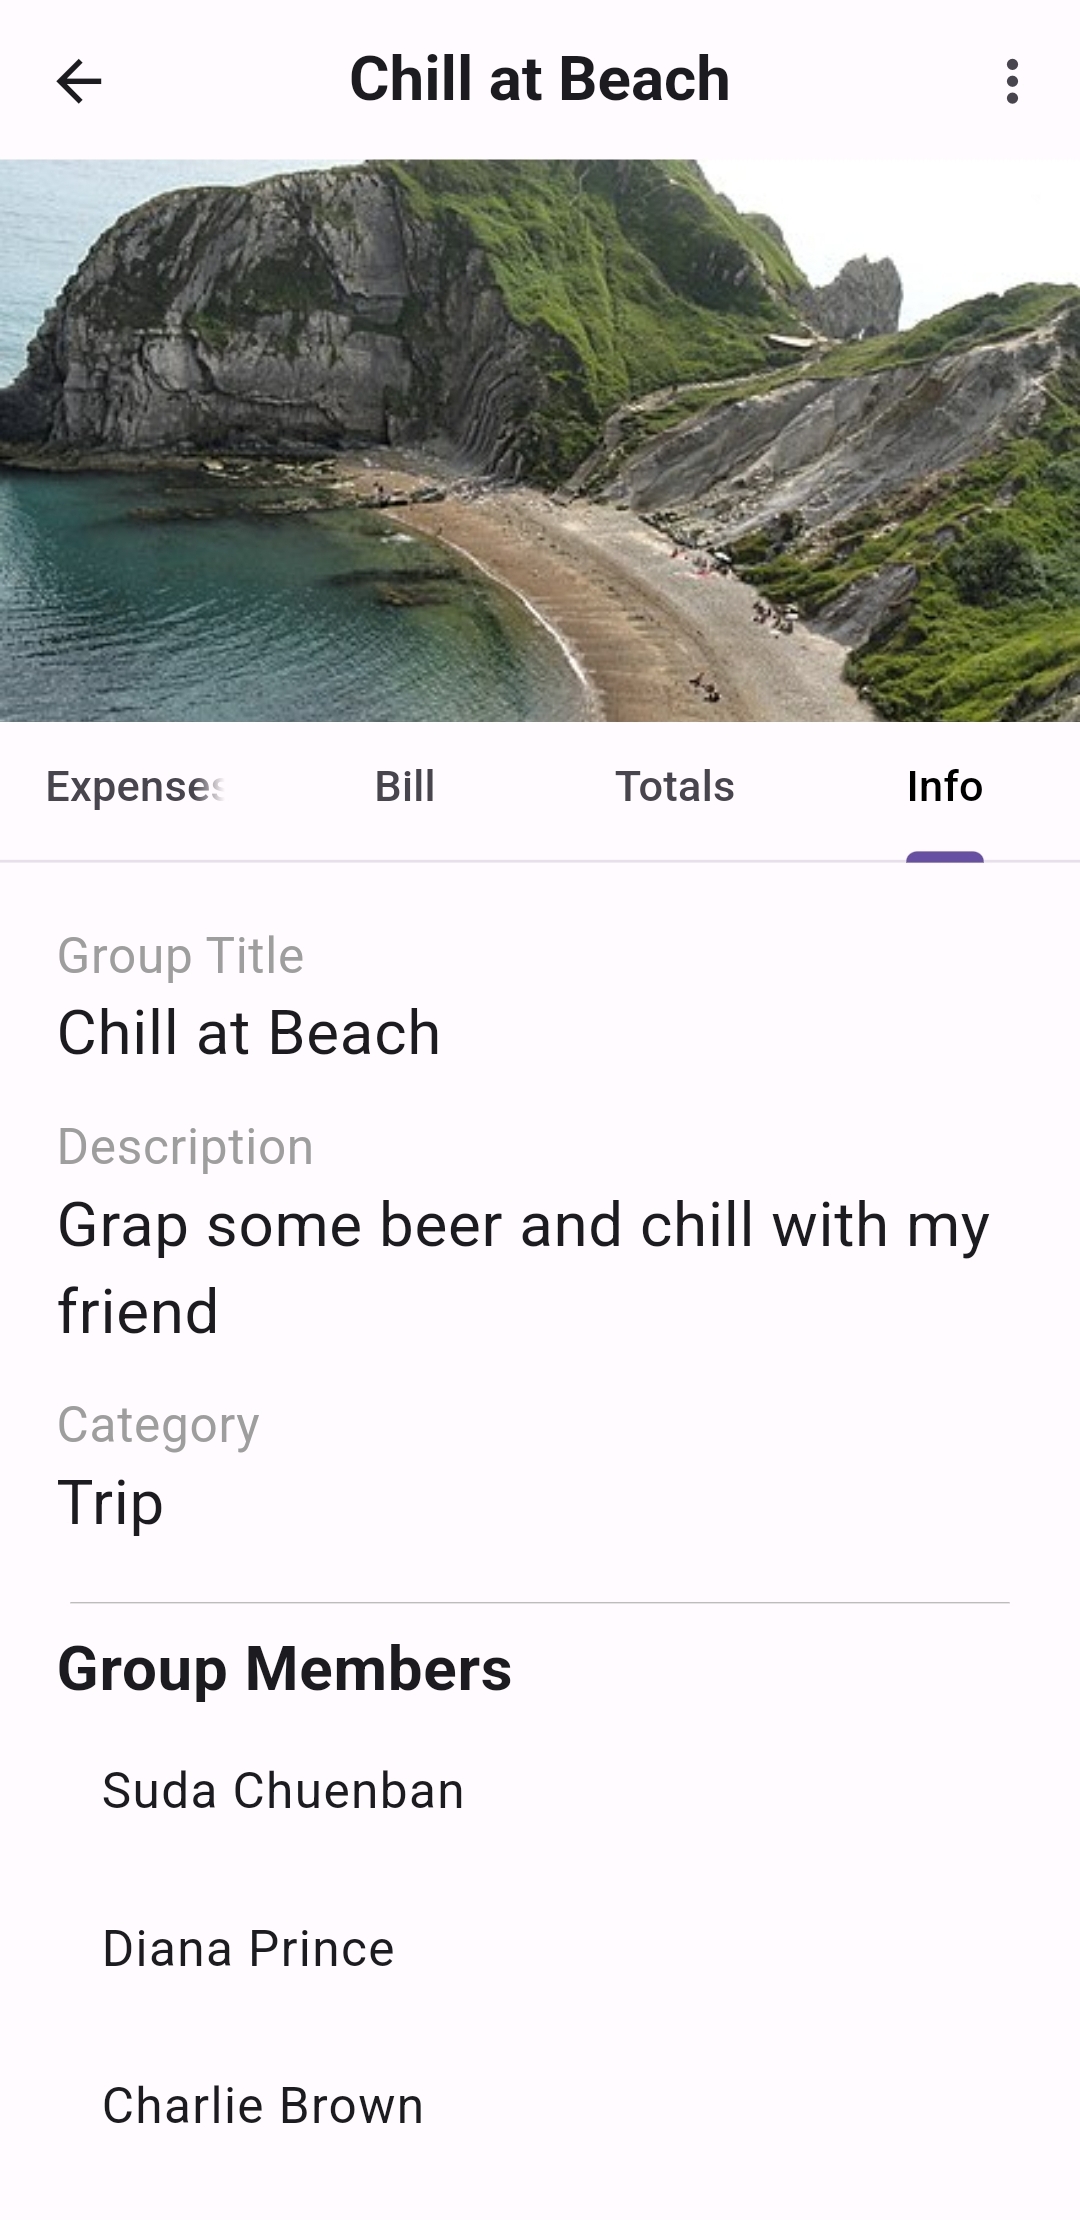 Chill at Beach
Expenses Bill Totals Info
Group Title
Chill at Beach
Description
Grap some beer and chill with my
friend
Category
Trip
Group Members
Suda Chuenban
Diana Prince
Charlie Brown